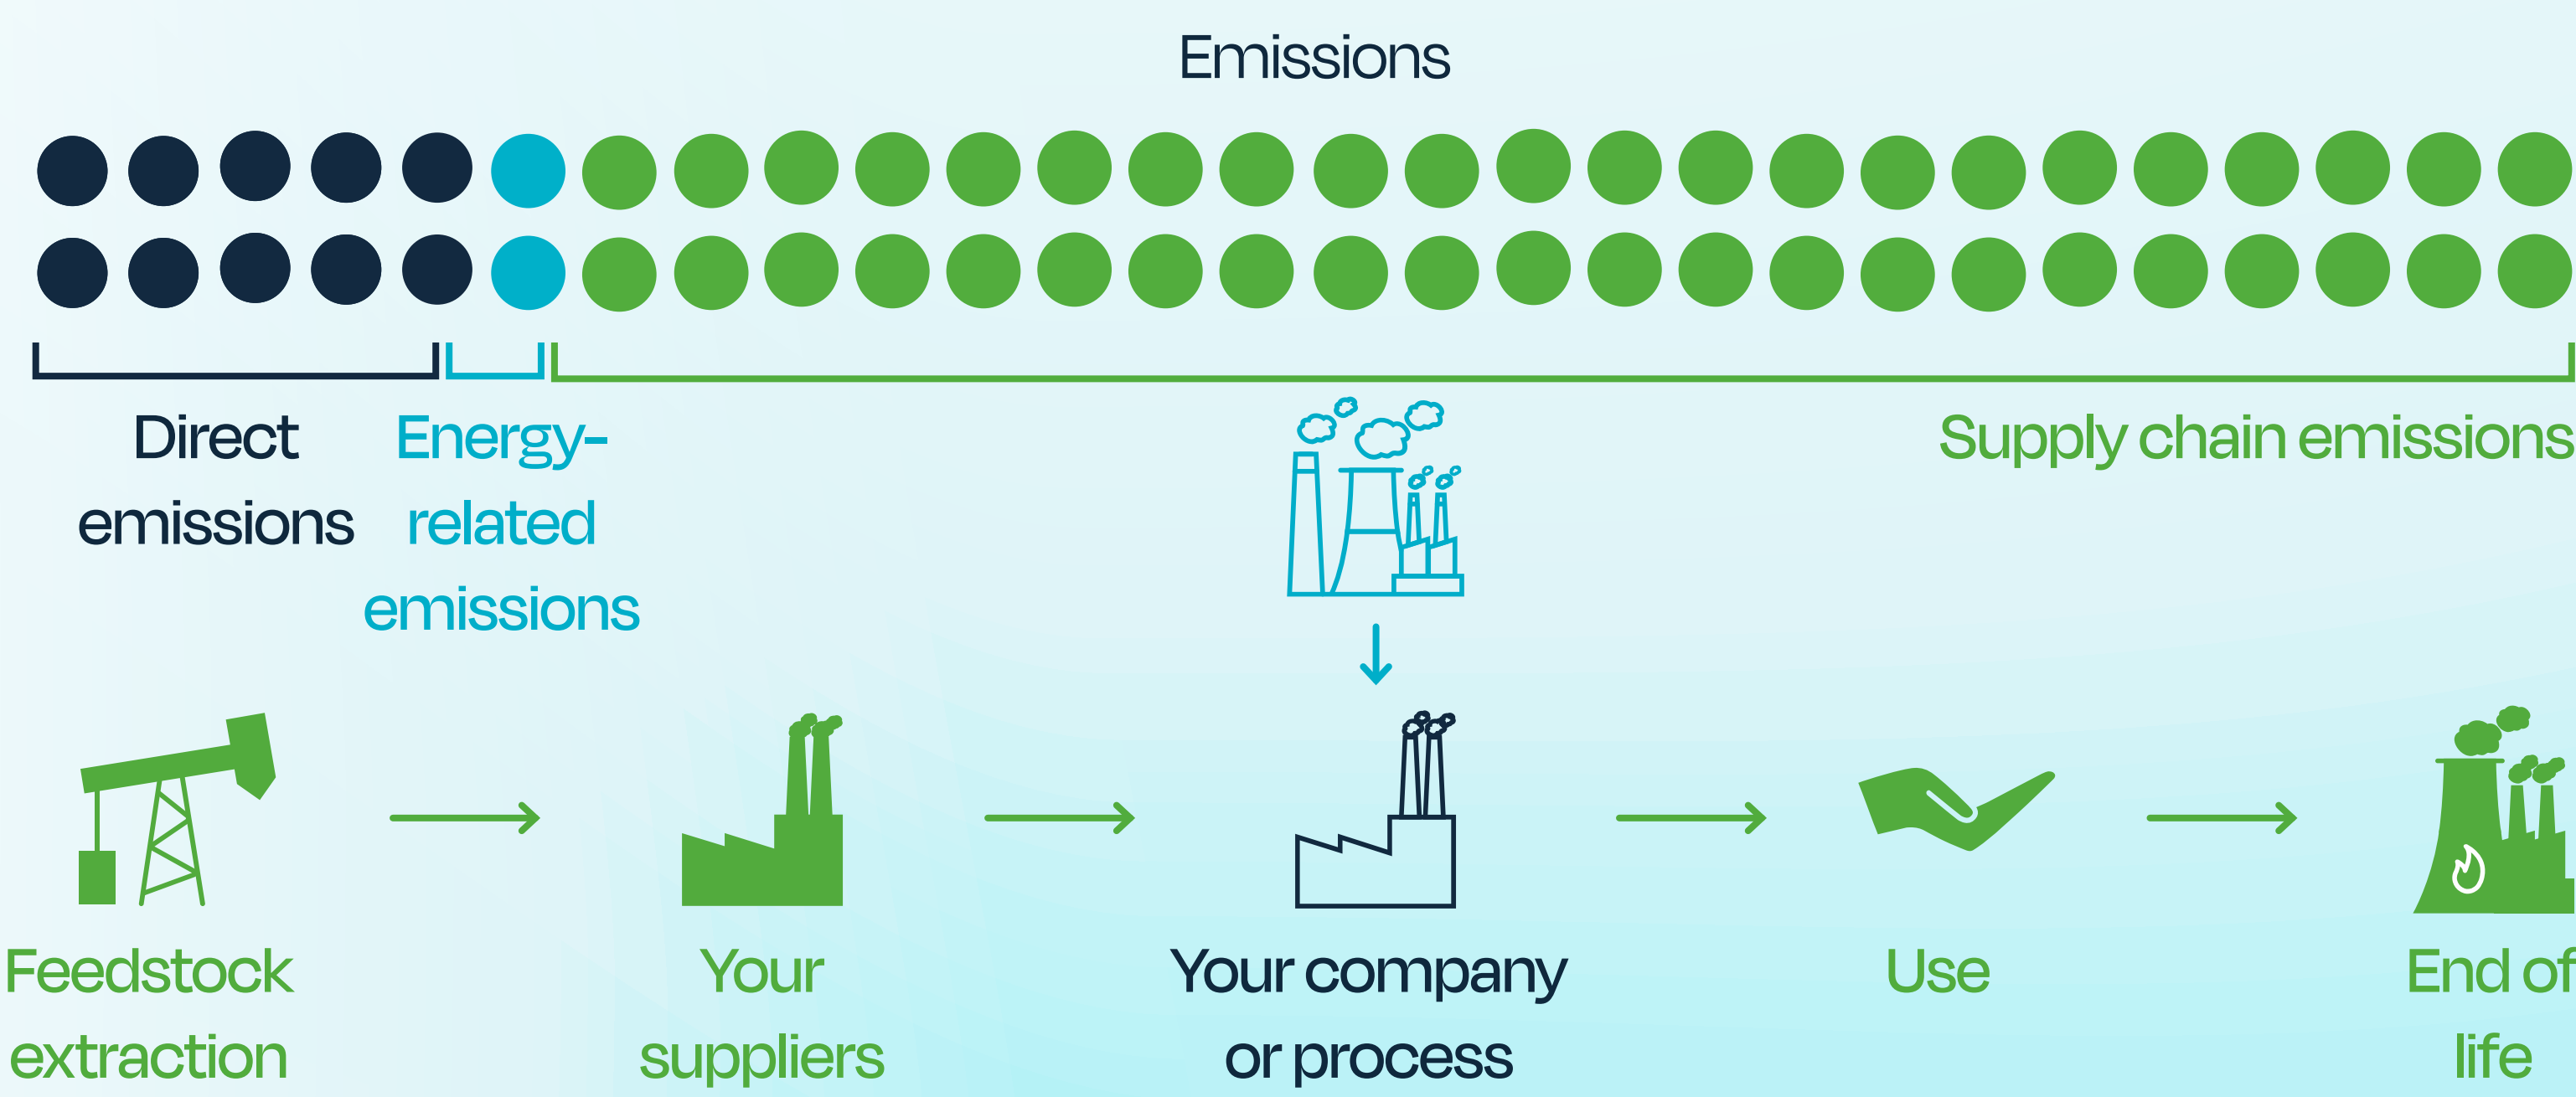 Emissions
Direct
emissions
Energy-
related
emissions
Supply chain emissions
Feedstock
extraction
Your
suppliers
Your company
or process
Use
End of
life